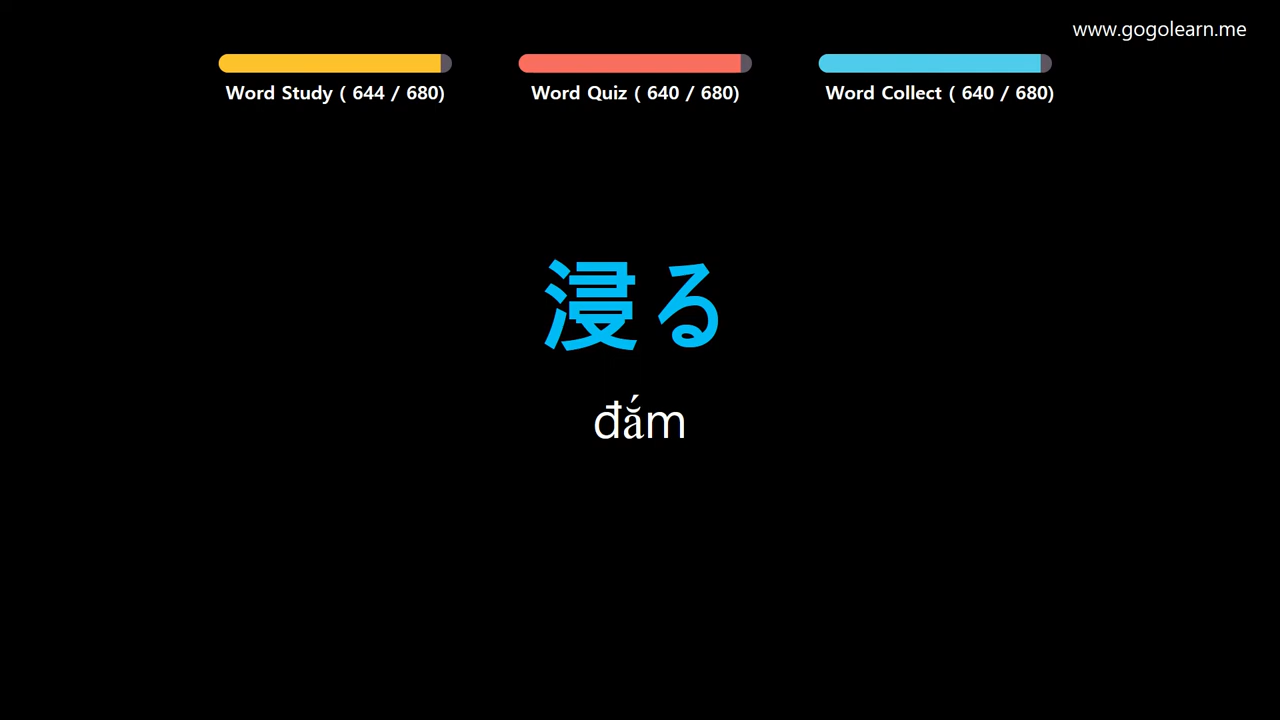 www.gogolearn.me
Word Study ( 644 / 680)
Word Quiz ( 640 / 680)
Word Collect ( 640 / 680)
浸る
đắm